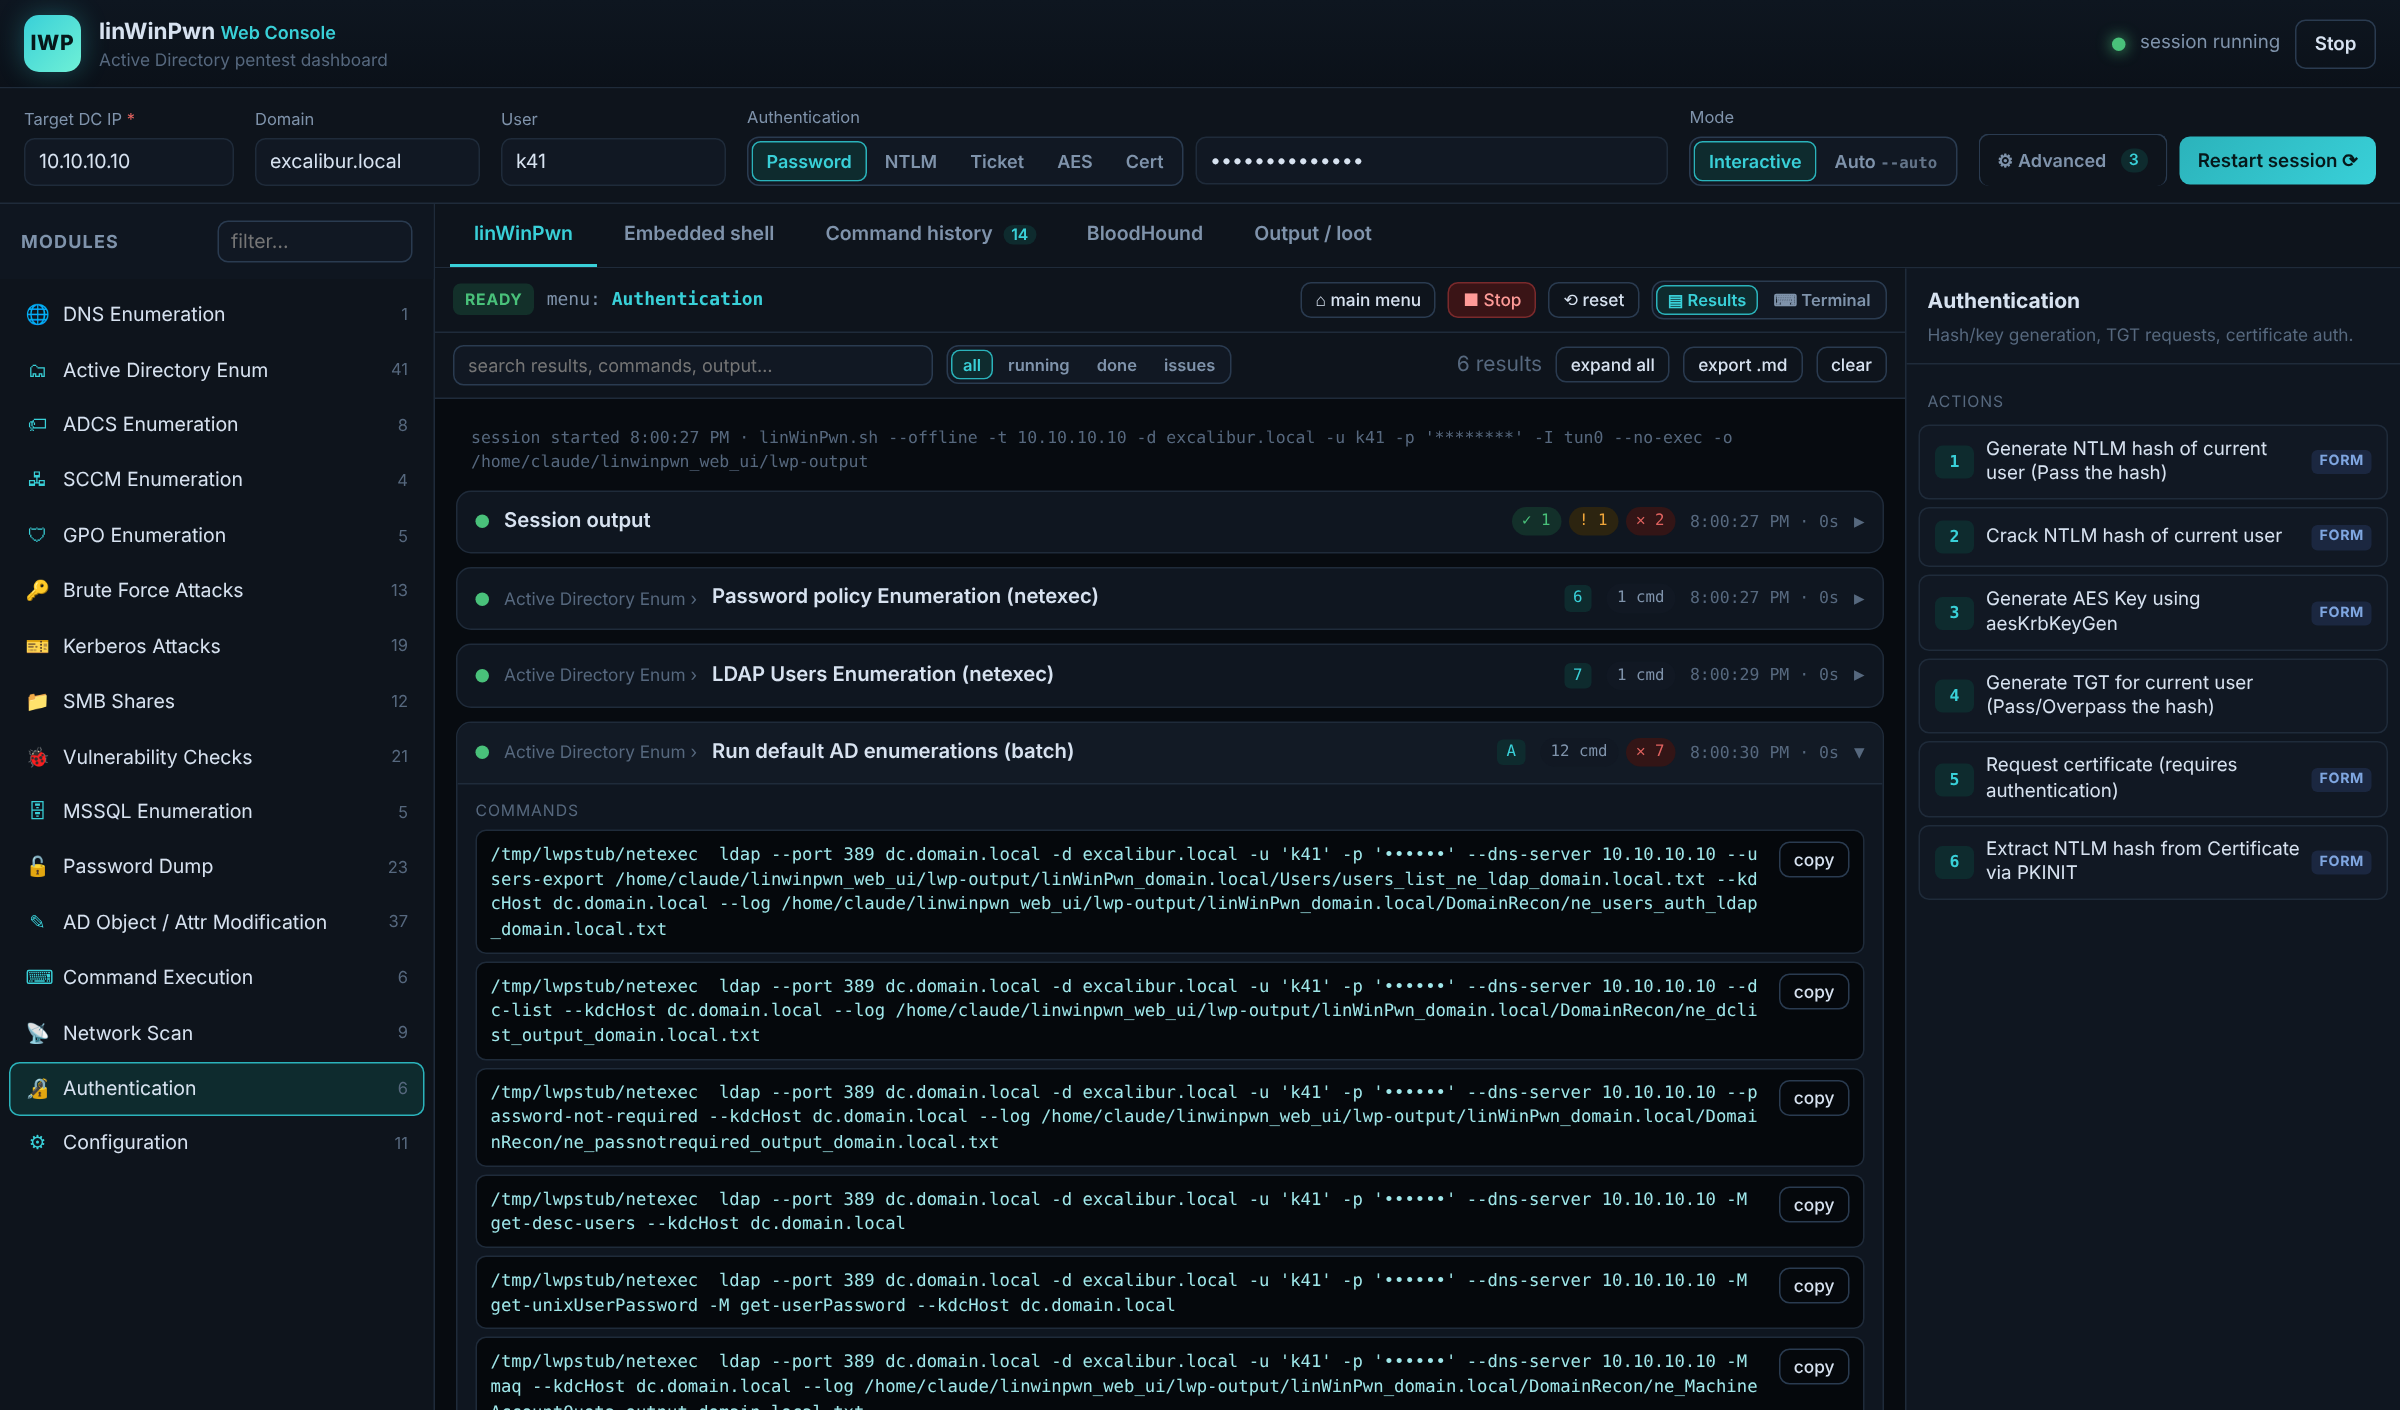 lWP
linWinPwn Web Console
Active Directory pentest dashboard
session running
Stop
Target DC IP *
Domain
User
Authentication
Mode
10.10.10.10
excalibur.local
k41
Password NTLM Ticket AES Cert
••••••••••••••
Interactive Auto --auto
⚙ Advanced 3
Restart session ⟳
MODULES
filter...
DNS Enumeration 1
Active Directory Enum 41
ADCS Enumeration 8
SCCM Enumeration 4
GPO Enumeration 5
Brute Force Attacks 13
Kerberos Attacks 19
SMB Shares 12
Vulnerability Checks 21
MSSQL Enumeration 5
Password Dump 23
AD Object / Attr Modification 37
Command Execution 6
Network Scan 9
Authentication 6
Configuration 11
linWinPwn
Embedded shell
Command history 14
BloodHound
Output / loot
READY menu: Authentication
⌂ main menu
Stop
⟲ reset
Results
Terminal
search results, commands, output...
all running done issues
6 results
expand all
export .md
clear
session started 8:00:27 PM · linWinPwn.sh --offline -t 10.10.10.10 -d excalibur.local -u k41 -p '********' -I tun0 --no-exec -o
/home/claude/linwinpwn_web_ui/lwp-output
Session output ✓ 1 ! 1 × 2 8:00:27 PM · 0s ▶
Active Directory Enum › Password policy Enumeration (netexec) 6 1 cmd 8:00:27 PM · 0s ▶
Active Directory Enum › LDAP Users Enumeration (netexec) 7 1 cmd 8:00:29 PM · 0s ▶
Active Directory Enum › Run default AD enumerations (batch) A 12 cmd × 7 8:00:30 PM · 0s ▼
COMMANDS
/tmp/lwpstub/netexec  ldap --port 389 dc.domain.local -d excalibur.local -u 'k41' -p '••••••' --dns-server 10.10.10.10 --u
sers-export /home/claude/linwinpwn_web_ui/lwp-output/linWinPwn_domain.local/Users/users_list_ne_ldap_domain.local.txt --kd
cHost dc.domain.local --log /home/claude/linwinpwn_web_ui/lwp-output/linWinPwn_domain.local/DomainRecon/ne_users_auth_ldap
_domain.local.txt
copy
/tmp/lwpstub/netexec  ldap --port 389 dc.domain.local -d excalibur.local -u 'k41' -p '••••••' --dns-server 10.10.10.10 --d
c-list --kdcHost dc.domain.local --log /home/claude/linwinpwn_web_ui/lwp-output/linWinPwn_domain.local/DomainRecon/ne_dcli
st_output_domain.local.txt
copy
/tmp/lwpstub/netexec  ldap --port 389 dc.domain.local -d excalibur.local -u 'k41' -p '••••••' --dns-server 10.10.10.10 --p
assword-not-required --kdcHost dc.domain.local --log /home/claude/linwinpwn_web_ui/lwp-output/linWinPwn_domain.local/Domai
nRecon/ne_passnotrequired_output_domain.local.txt
copy
/tmp/lwpstub/netexec  ldap --port 389 dc.domain.local -d excalibur.local -u 'k41' -p '••••••' --dns-server 10.10.10.10 -M
get-desc-users --kdcHost dc.domain.local
copy
/tmp/lwpstub/netexec  ldap --port 389 dc.domain.local -d excalibur.local -u 'k41' -p '••••••' --dns-server 10.10.10.10 -M
get-unixUserPassword -M get-userPassword --kdcHost dc.domain.local
copy
/tmp/lwpstub/netexec  ldap --port 389 dc.domain.local -d excalibur.local -u 'k41' -p '••••••' --dns-server 10.10.10.10 -M
maq --kdcHost dc.domain.local --log /home/claude/linwinpwn_web_ui/lwp-output/linWinPwn_domain.local/DomainRecon/ne_Machine
AccountQuota_output_domain.local.txt
copy
Authentication
Hash/key generation, TGT requests, certificate auth.
ACTIONS
1 Generate NTLM hash of current
user (Pass the hash)
FORM
2 Crack NTLM hash of current user
FORM
3 Generate AES Key using
aesKrbKeyGen
FORM
4 Generate TGT for current user
(Pass/Overpass the hash)
5 Request certificate (requires
authentication)
FORM
6 Extract NTLM hash from Certificate
via PKINIT
FORM